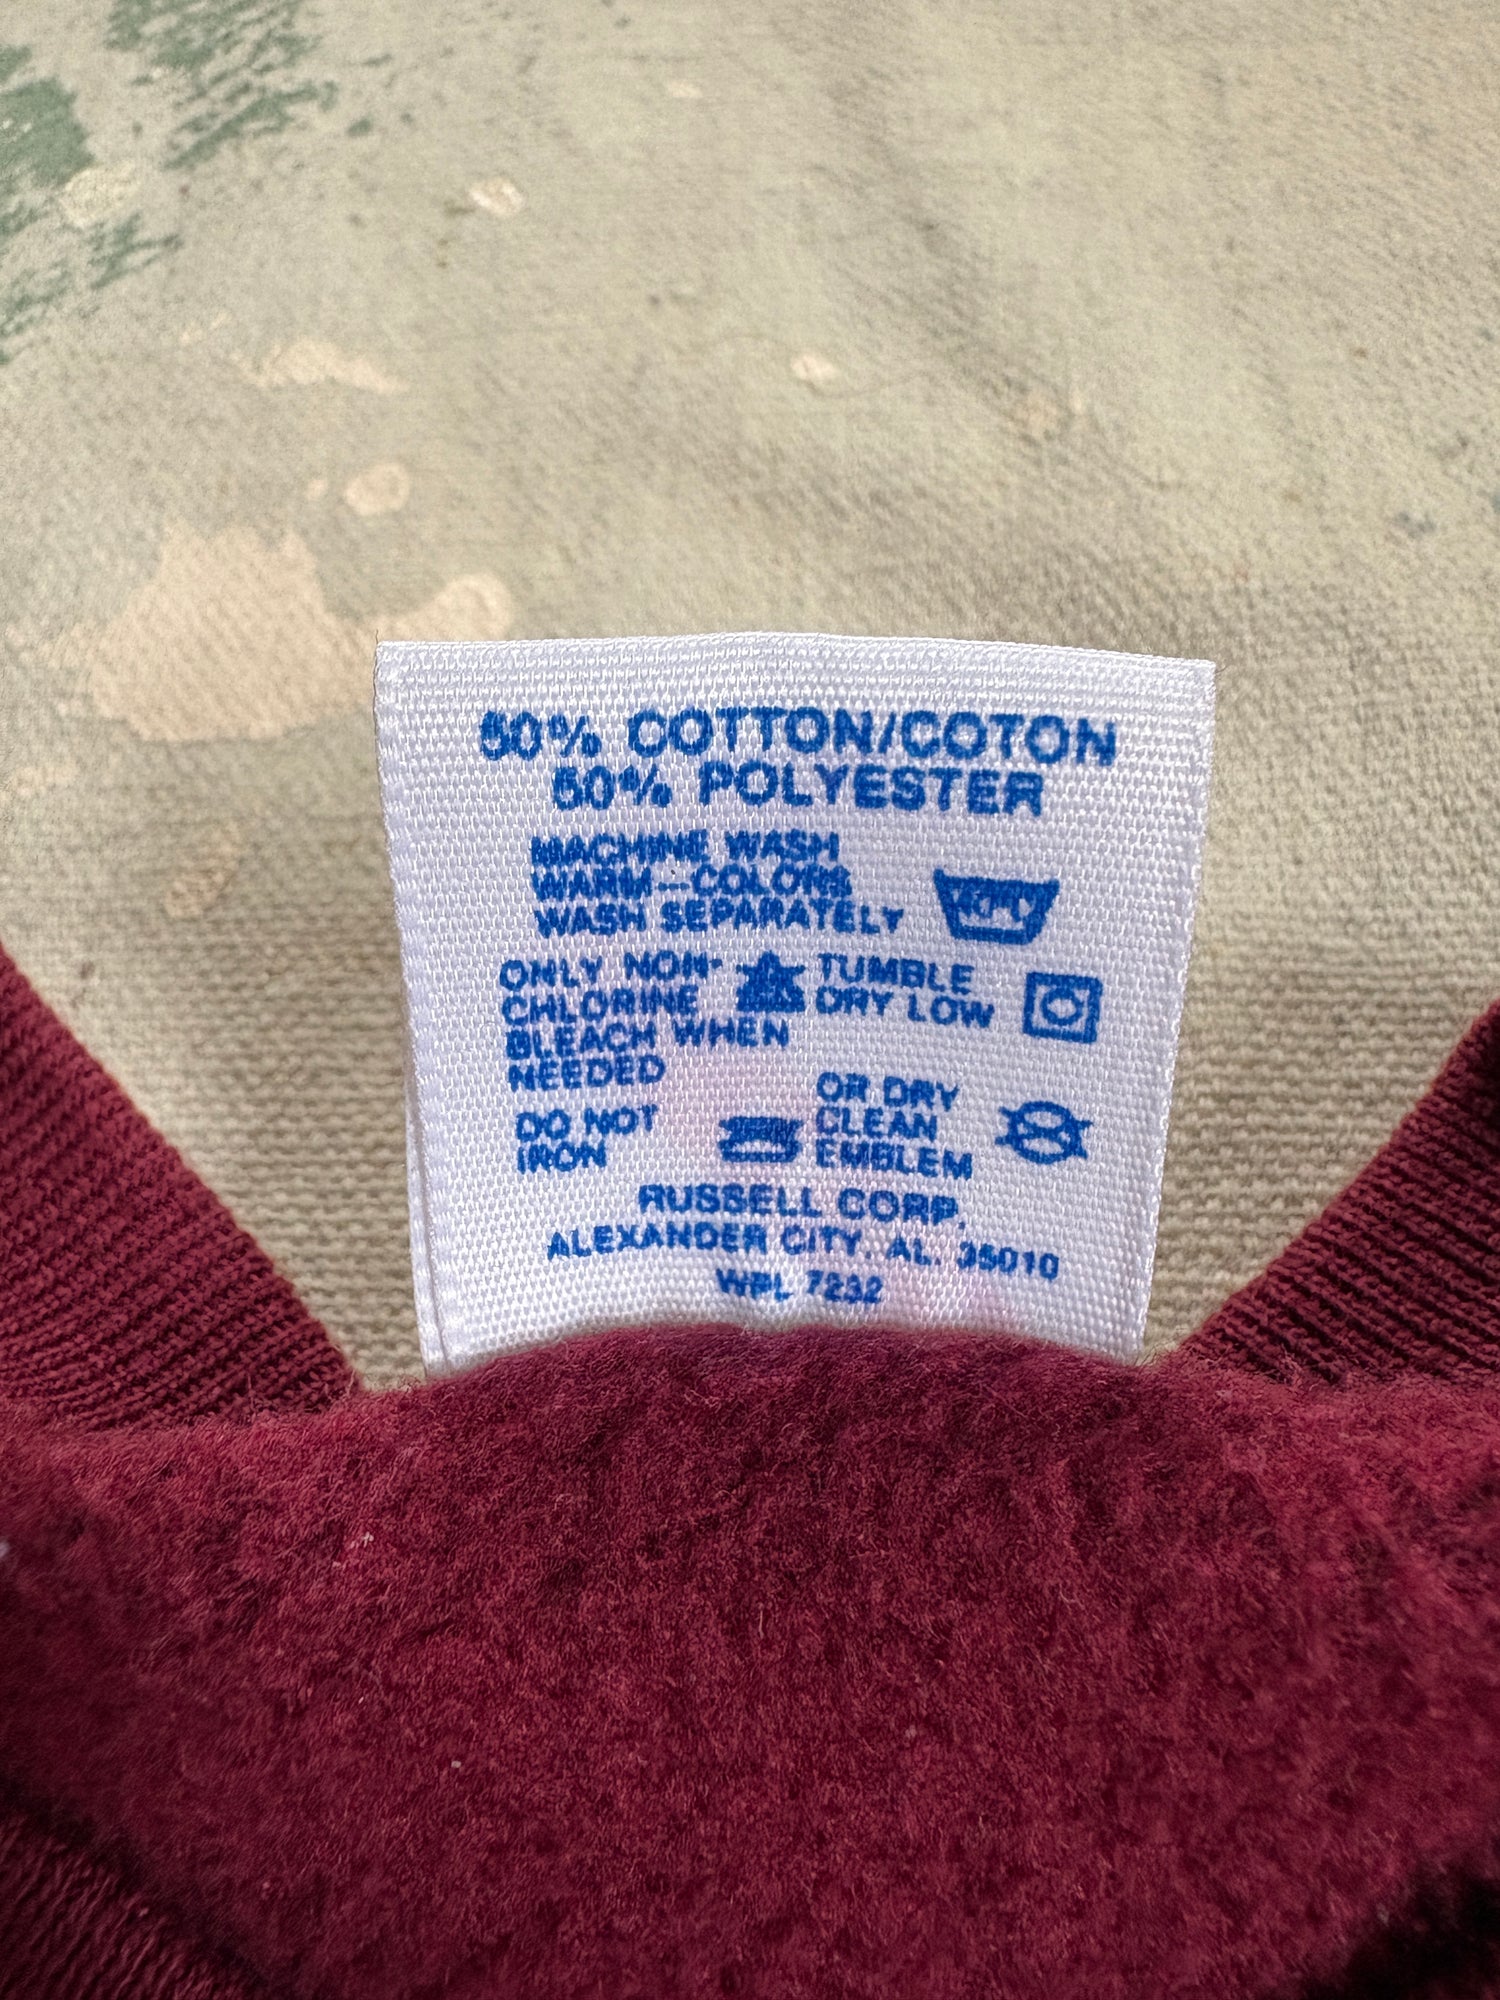 50% COTTON/COTON
50% POLYESTER
MACHINE WASH
WARM—COLORS
WASH SEPARATELY
ONLY NON-
CHLORINE
BLEACH WHEN
NEEDED
TUMBLE
DRY LOW
DO NOT
IRON
OR DRY
CLEAN
EMBLEM
RUSSELL CORP.
ALEXANDER CITY, AL. 35010
WPL 7232